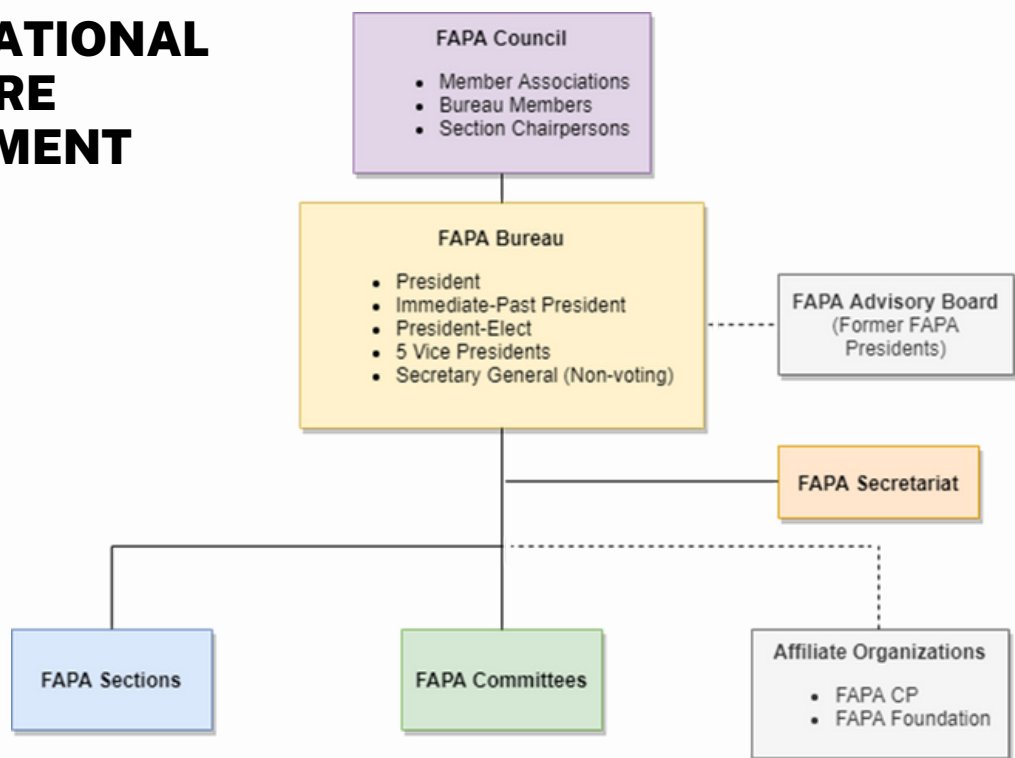 ATIONAL
RE
MENT
FAPA Council
Member Associations
Bureau Members
Section Chairpersons
FAPA Bureau
President
Immediate-Past President
President-Elect
5 Vice Presidents
Secretary General (Non-voting)
FAPA Advisory Board
(Former FAPA
Presidents)
FAPA Secretariat
FAPA Sections
FAPA Committees
Affiliate Organizations
FAPA CP
FAPA Foundation